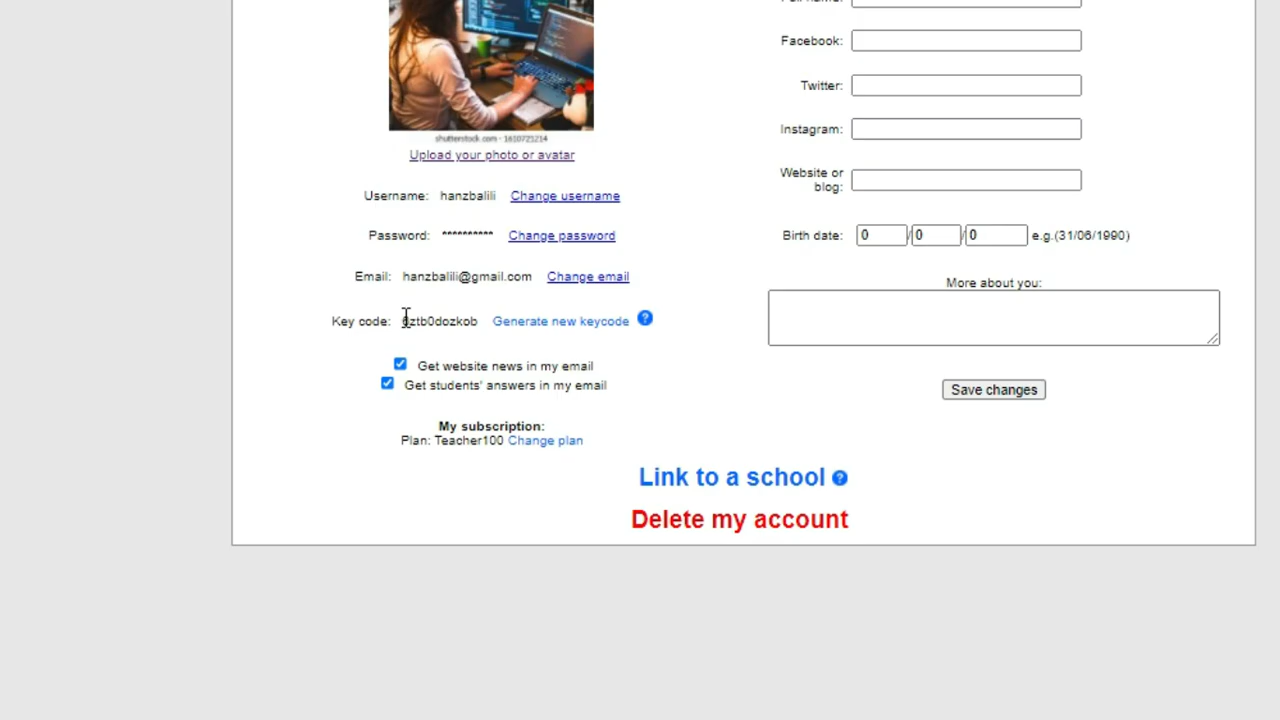 Facebook:
Twitter:
Instagram:
shutterstock.com · 1610721214
Upload your photo or avatar
Website or
blog:
Username: hanzbalili Change username
Password: ********** Change password
Birth date: 0 / 0 / 0 e.g.(31/06/1990)
Email: hanzbalili@gmail.com Change email
More about you:
Key code: Generate new keycode ?
Get website news in my email
Get students' answers in my email
Save changes
My subscription:
Plan: Teacher100 Change plan
Link to a school ?
Delete my account